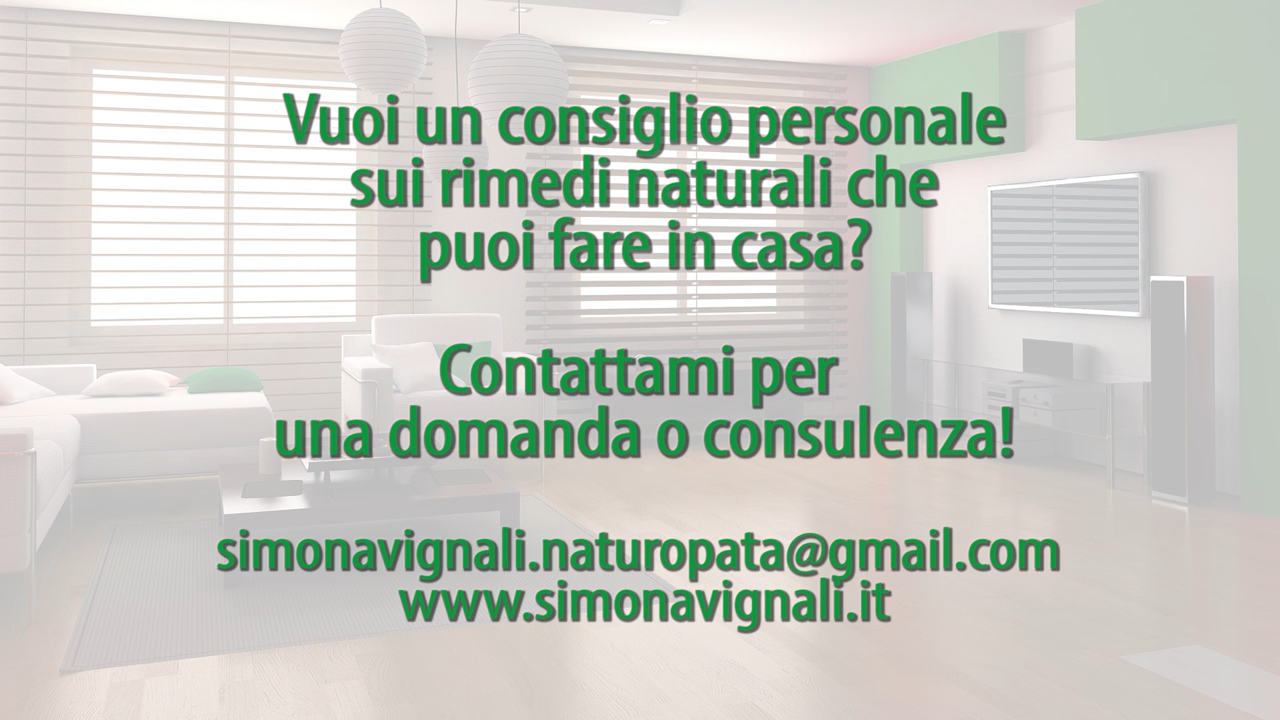 Vuoi un consiglio personale
sui rimedi naturali che
puoi fare in casa?
Contattami per
una domanda o consulenza!
simonavignali.naturopata@gmail.com
www.simonavignali.it